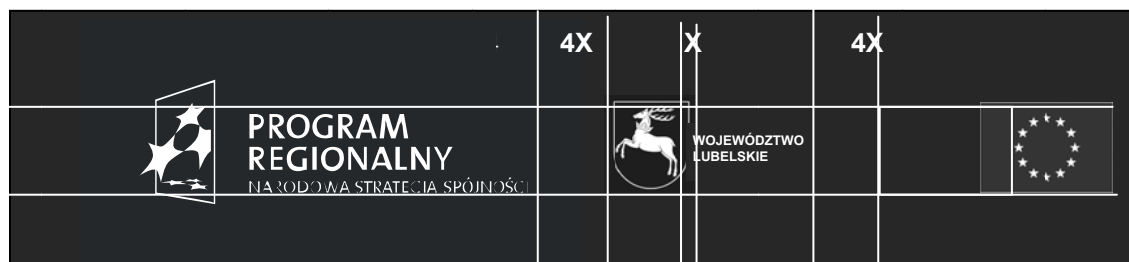 4X
X
4X
PROGRAM
REGIONALNY
NARODOWA STRATEGIA SPÓJNOŚCI
WOJEWÓDZTWO
LUBELSKIE